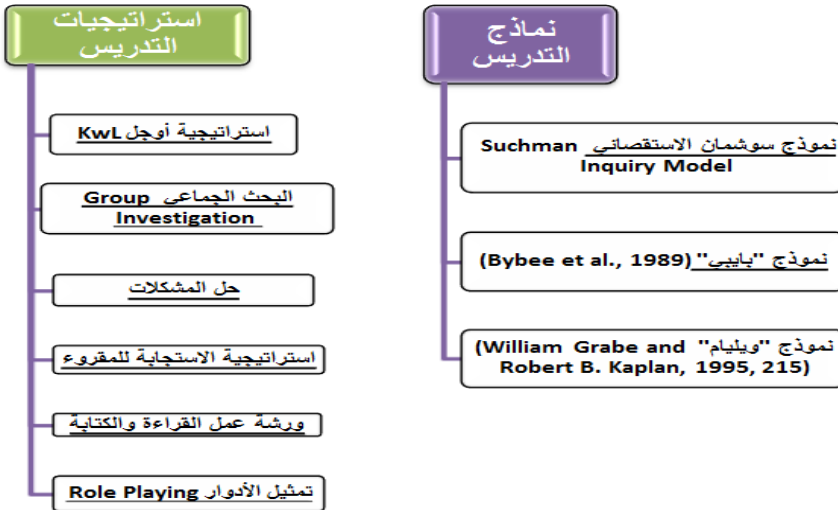 نماذج
التدريس
نموذج سوشمان الاستقصائي Suchman
Inquiry Model
نموذج "بايبي" (Bybee et al., 1989)
نموذج "ويليام" (William Grabe and
Robert B. Kaplan, 1995, 215)
استراتيجيات
التدريس
استراتيجية أوجل KwL
البحث الجماعي Group
Investigation
حل المشكلات
استراتيجية الاستجابة للمقروء
ورشة عمل القراءة والكتابة
تمثيل الأدوار Role Playing